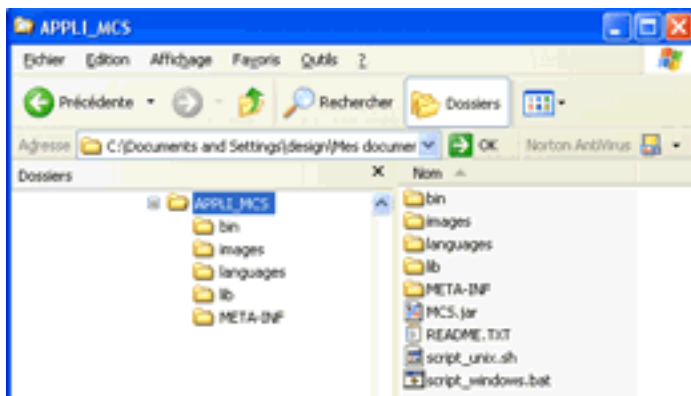 APPLI_MCS
Fichier Edition Affichage Favoris Outils ?
Précédente Rechercher Dossiers
Adresse C:\Documents and Settings\design\Mes documer OK Norton AntiVirus
Dossiers X Nom
APPLI_MCS
bin
images
languages
lib
META-INF
bin
images
languages
lib
META-INF
MCS.jar
README.TXT
script_unix.sh
script_windows.bat